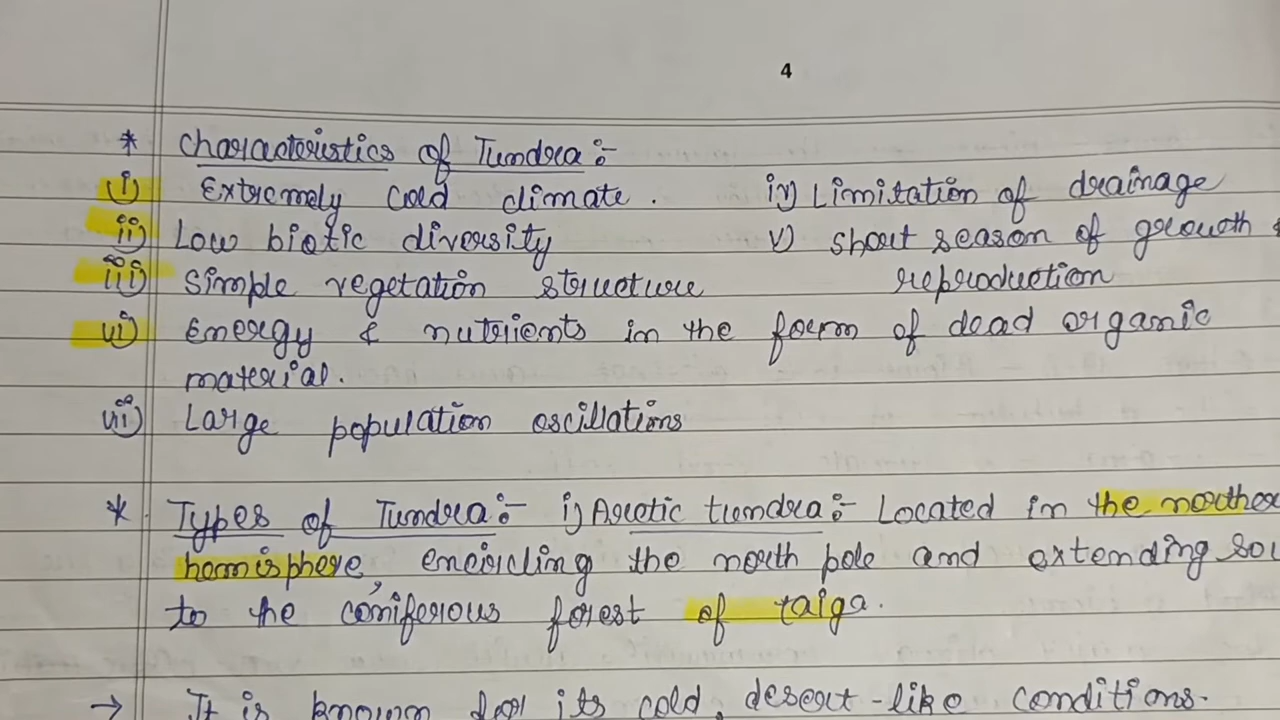 4
* Characteristics of Tundra :-
i) Extremely cold climate . iv) Limitation of drainage
ii) Low biotic diversity v) short season of growth &
iii) simple vegetation structure reproduction
vi) Energy & nutrients in the form of dead organic
material.
vii) Large population oscillations
* Types of Tundra :- i) Arctic tundra :- Located in the norther
hemisphere, encircling the north pole and extending sou
to the coniferous forest of taiga.
→ It is known for its cold, desert-like conditions.